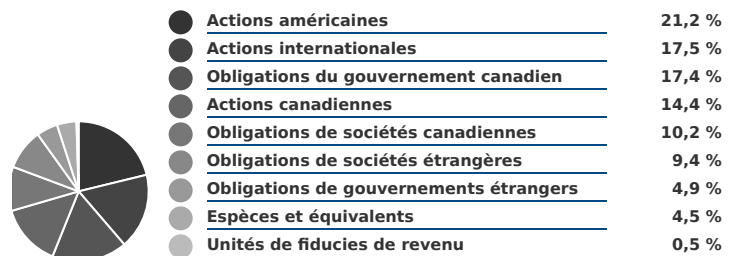 Actions américaines 21,2 %
Actions internationales 17,5 %
Obligations du gouvernement canadien 17,4 %
Actions canadiennes 14,4 %
Obligations de sociétés canadiennes 10,2 %
Obligations de sociétés étrangères 9,4 %
Obligations de gouvernements étrangers 4,9 %
Espèces et équivalents 4,5 %
Unités de fiducies de revenu 0,5 %